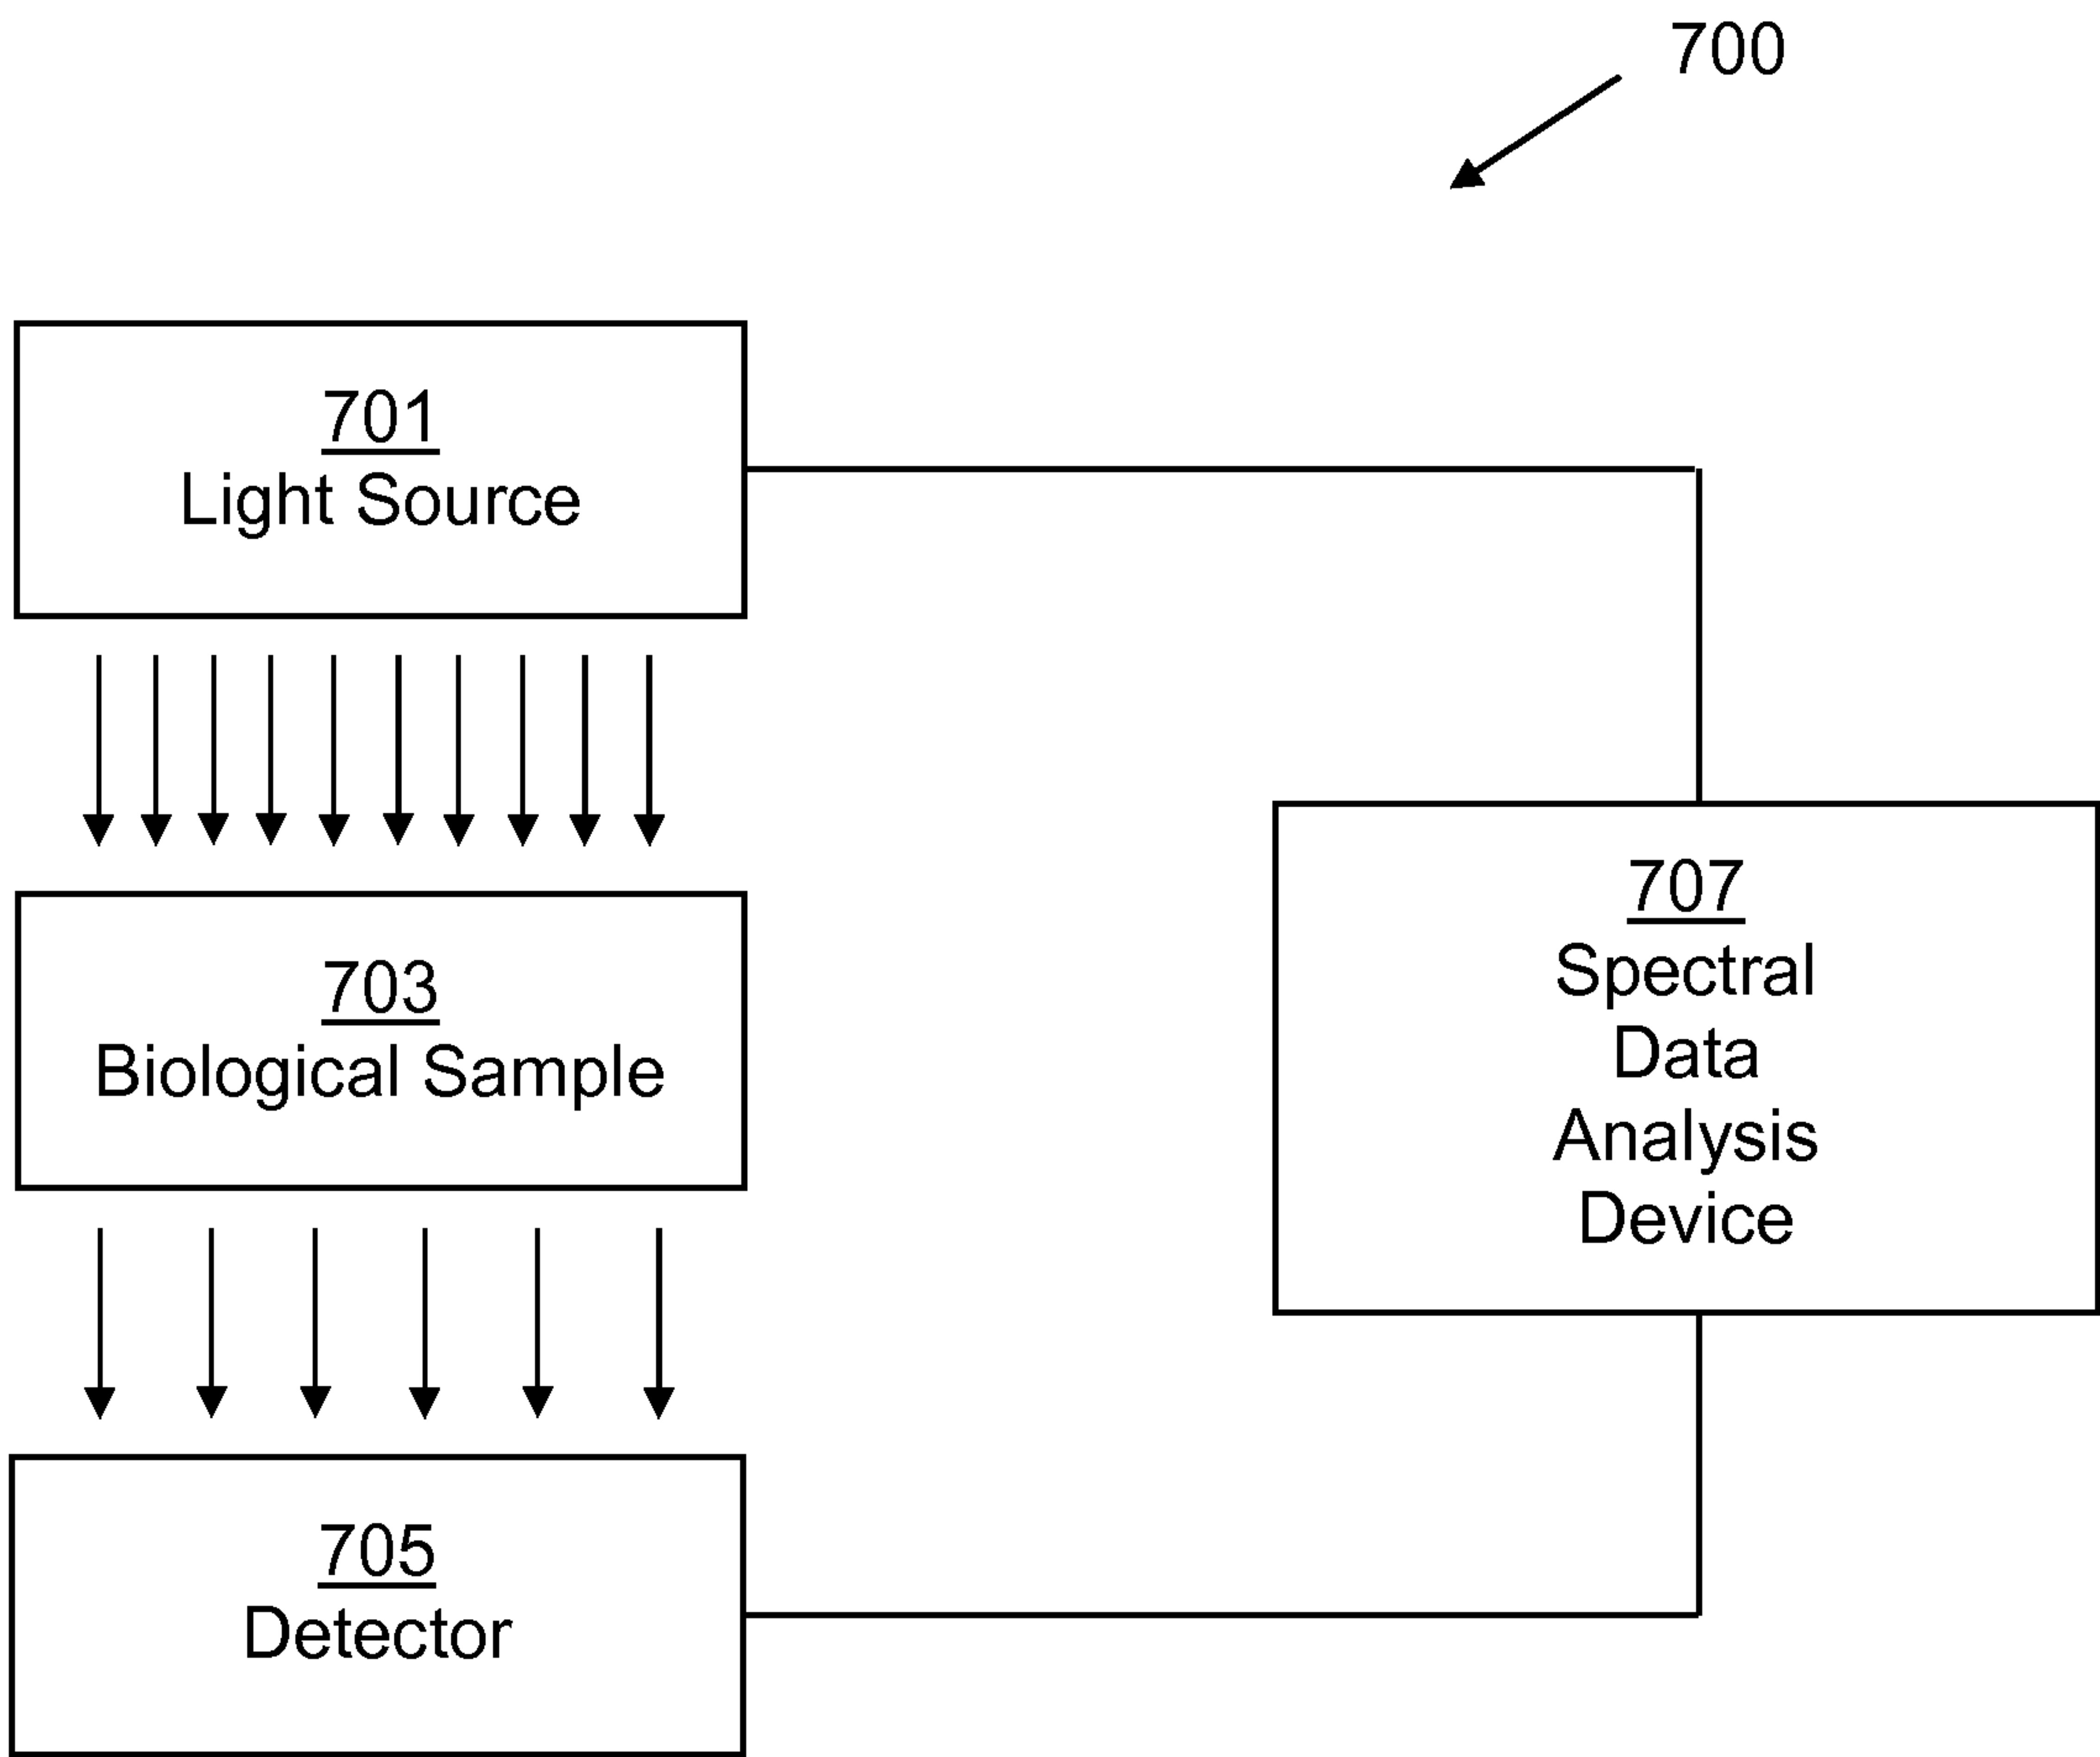 700
701
Light Source
703
Biological Sample
707
Spectral
Data
Analysis
Device
705
Detector